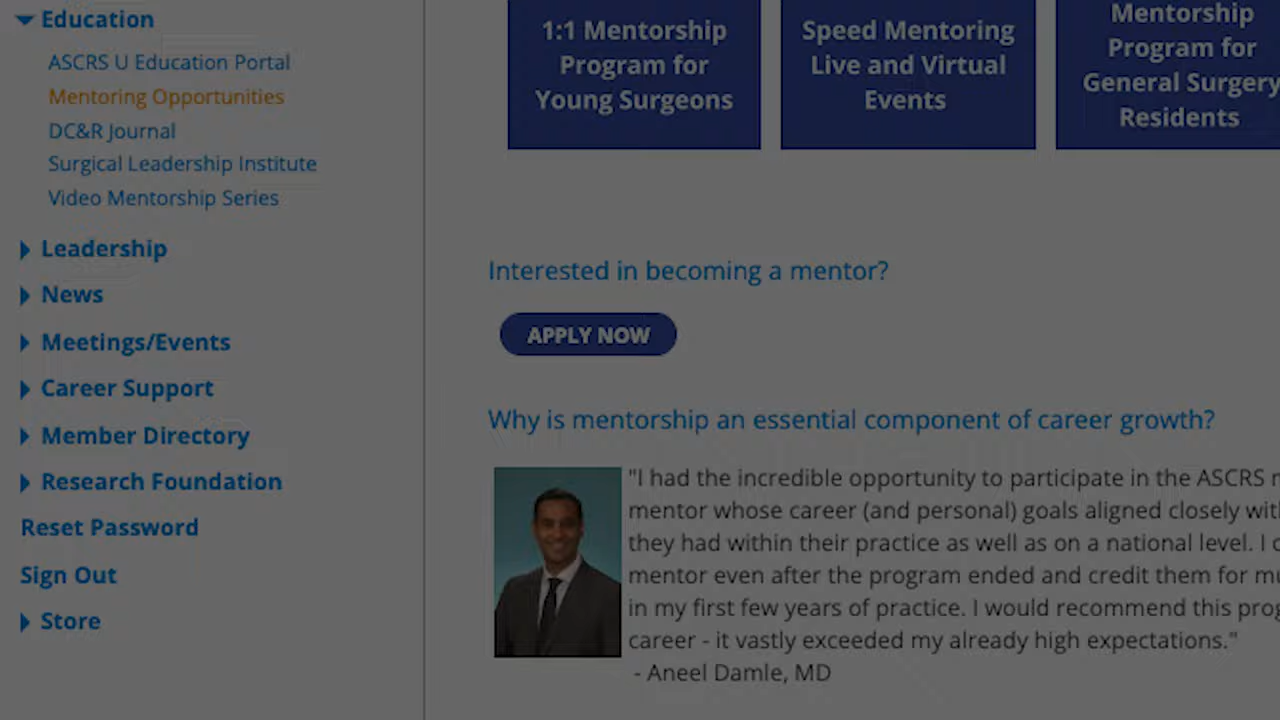 Education
ASCRS U Education Portal
Mentoring Opportunities
DC&R Journal
Surgical Leadership Institute
Video Mentorship Series
Leadership
News
Meetings/Events
Career Support
Member Directory
Research Foundation
Reset Password
Sign Out
Store
1:1 Mentorship
Program for
Young Surgeons
Speed Mentoring
Live and Virtual
Events
Mentorship
Program for
General Surgery
Residents
Interested in becoming a mentor?
APPLY NOW
Why is mentorship an essential component of career growth?
"I had the incredible opportunity to participate in the ASCRS
mentor whose career (and personal) goals aligned closely
they had within their practice as well as on a national level. I
mentor even after the program ended and credit them for
in my first few years of practice. I would recommend this
career - it vastly exceeded my already high expectations."
- Aneel Damle, MD